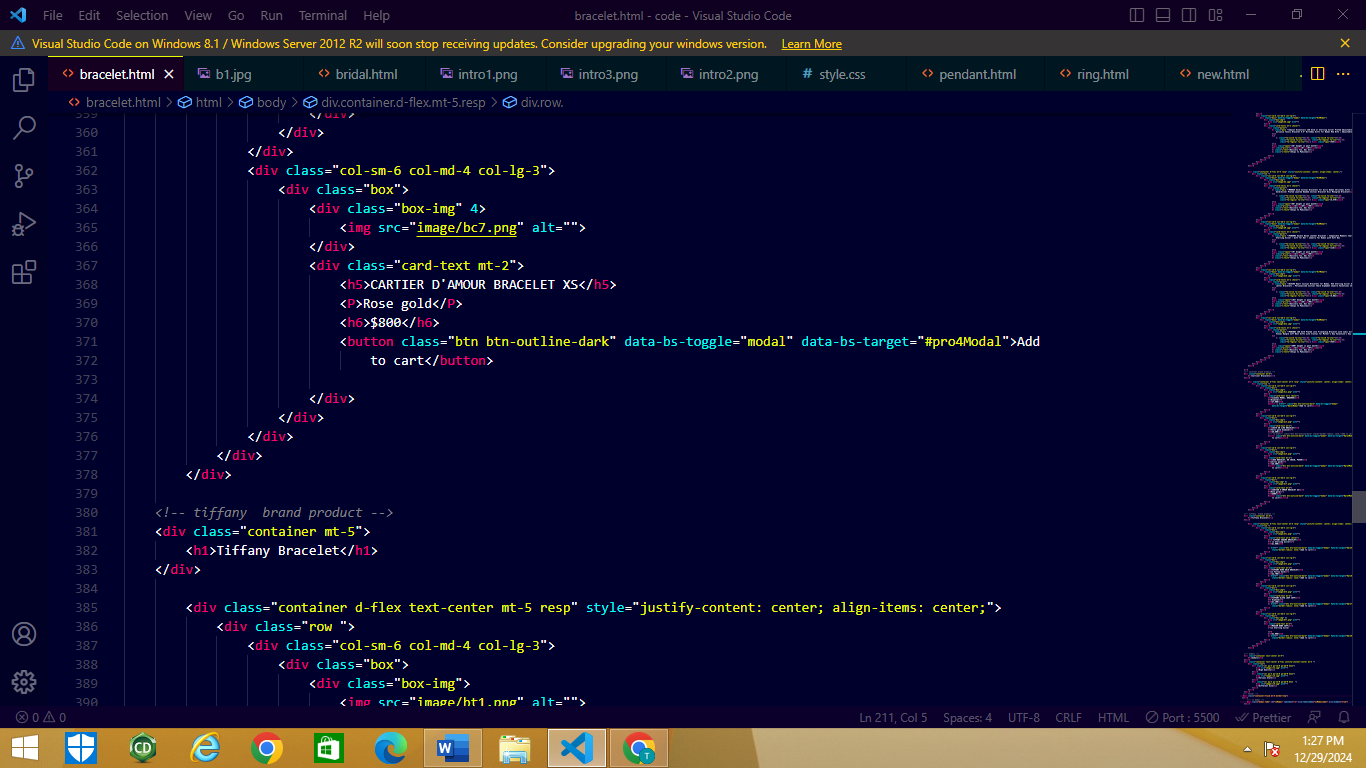 File Edit Selection View Go Run Terminal Help bracelet.html - code - Visual Studio Code
Visual Studio Code on Windows 8.1 / Windows Server 2012 R2 will soon stop receiving updates. Consider upgrading your windows version. Learn More
bracelet.html b1.jpg bridal.html intro1.png intro3.png intro2.png style.css pendant.html ring.html new.html
bracelet.html > html > body > div.container.d-flex.mt-5.resp > div.row.
359 </div>
360 </div>
361 </div>
362 <div class="col-sm-6 col-md-4 col-lg-3">
363 <div class="box">
364 <div class="box-img" 4>
365 <img src="image/bc7.png" alt="">
366 </div>
367 <div class="card-text mt-2">
368 <h5>CARTIER D'AMOUR BRACELET XS</h5>
369 <P>Rose gold</P>
370 <h6>$800</h6>
371 <button class="btn btn-outline-dark" data-bs-toggle="modal" data-bs-target="#pro4Modal">Add
372 to cart</button>
373
374 </div>
375 </div>
376 </div>
377 </div>
378 </div>
379
380 <!-- tiffany  brand product -->
381 <div class="container mt-5">
382 <h1>Tiffany Bracelet</h1>
383 </div>
384
385 <div class="container d-flex text-center mt-5 resp" style="justify-content: center; align-items: center;">
386 <div class="row ">
387 <div class="col-sm-6 col-md-4 col-lg-3">
388 <div class="box">
389 <div class="box-img">
390 <img src="image/bt1.png" alt="">
0 0 Ln 211, Col 5 Spaces: 4 UTF-8 CRLF HTML Port : 5500 Prettier
1:27 PM
12/29/2024